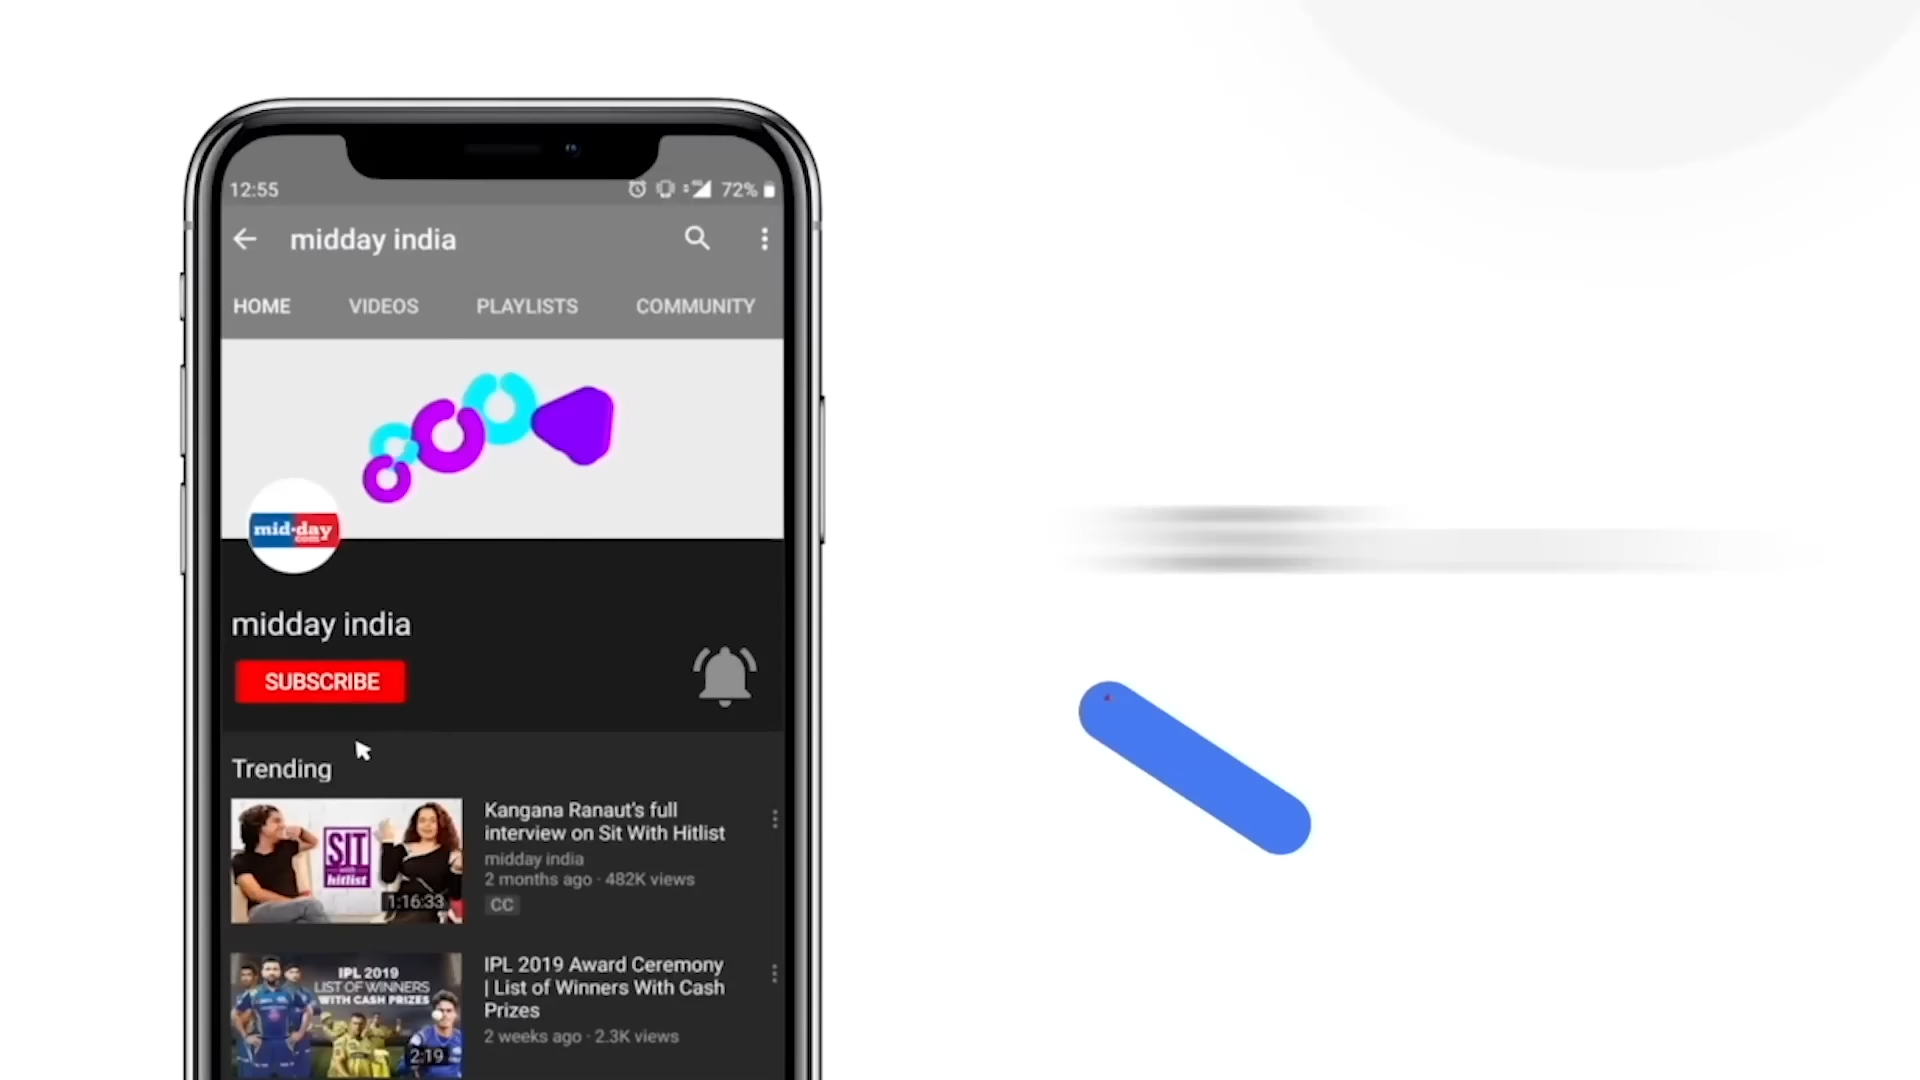 12:55
72%
midday india
HOME VIDEOS PLAYLISTS COMMUNITY
mid-day
com
midday india
SUBSCRIBE
Trending
SIT
with
hitlist
1:16:33
Kangana Ranaut's full
interview on Sit With Hitlist
midday india
2 months ago · 482K views
CC
IPL 2019
LIST OF WINNERS
WITH CASH PRIZES
2:19
IPL 2019 Award Ceremony
| List of Winners With Cash
Prizes
2 weeks ago · 2.3K views